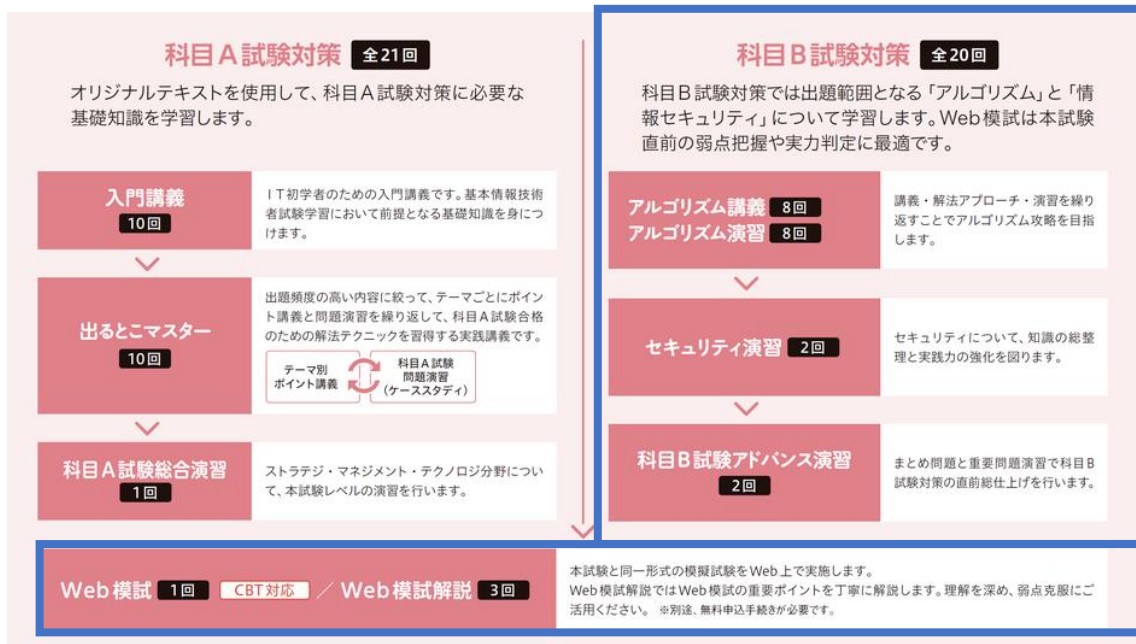 科目A試験対策 全21回
オリジナルテキストを使用して、科目A試験対策に必要な
基礎知識を学習します。
入門講義
10回
IT初学者のための入門講義です。基本情報技術
者試験学習において前提となる基礎知識を身につ
けます。
出るとこマスター
10回
出題頻度の高い内容に絞って、テーマごとにポイン
ト講義と問題演習を繰り返して、科目A試験合格
のための解法テクニックを習得する実践講義です。
テーマ別
ポイント講義
科目A試験
問題演習
(ケーススタディ)
科目A試験総合演習
1回
ストラテジ・マネジメント・テクノロジ分野につい
て、本試験レベルの演習を行います。
科目B試験対策 全20回
科目B試験対策では出題範囲となる「アルゴリズム」と「情
報セキュリティ」について学習します。Web模試は本試験
直前の弱点把握や実力判定に最適です。
アルゴリズム講義 8回
アルゴリズム演習 8回
講義・解法アプローチ・演習を繰り
返すことでアルゴリズム攻略を目指
します。
セキュリティ演習 2回
セキュリティについて、知識の総整
理と実践力の強化を図ります。
科目B試験アドバンス演習
2回
まとめ問題と重要問題演習で科目B
試験対策の直前総仕上げを行います。
Web模試 1回 CBT対応 / Web模試解説 3回
本試験と同一形式の模擬試験をWeb上で実施します。
Web模試解説ではWeb模試の重要ポイントを丁寧に解説します。理解を深め、弱点克服にご
活用ください。 ※別途、無料申込手続きが必要です。